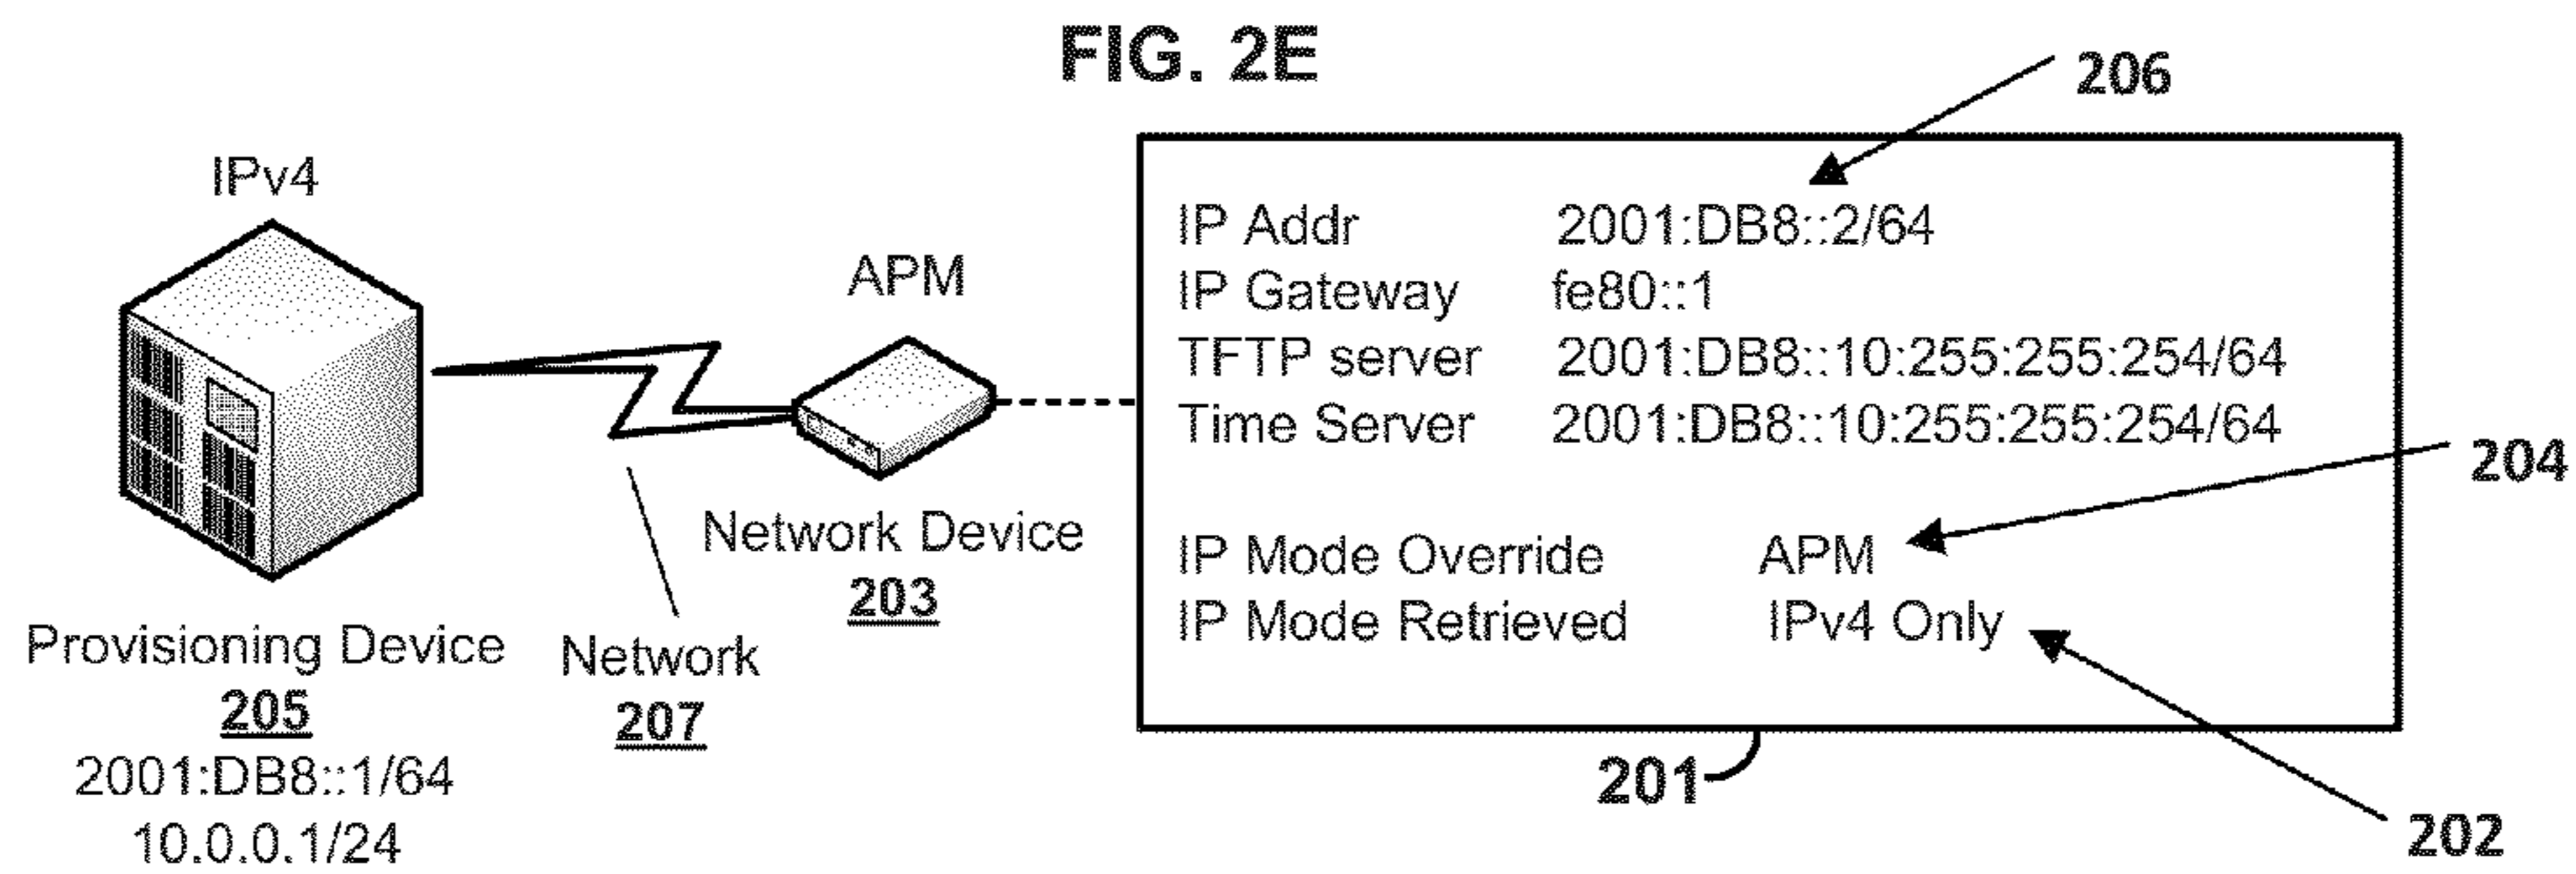 FIG. 2E
206
IPv4
APM
IP Addr 2001:DB8::2/64
IP Gateway fe80::1
TFTP server 2001:DB8::10:255:255:254/64
Time Server 2001:DB8::10:255:255:254/64
204
IP Mode Override APM
IP Mode Retrieved IPv4 Only
Network Device
203
Provisioning Device
205
2001:DB8::1/64
10.0.0.1/24
Network
207
201
202